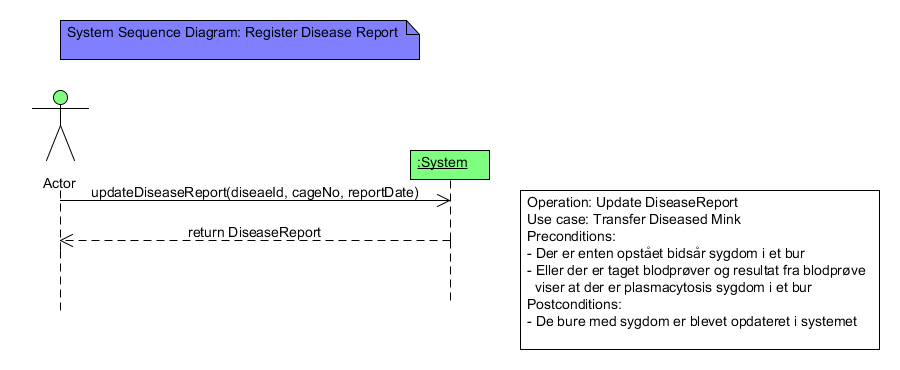 System Sequence Diagram: Register Disease Report
:System
Actor
updateDiseaseReport(diseaeId, cageNo, reportDate)
return DiseaseReport
Operation: Update DiseaseReport
Use case: Transfer Diseased Mink
Preconditions:
- Der er enten opstået bidsår sygdom i et bur
- Eller der er taget blodprøver og resultat fra blodprøve
viser at der er plasmacytosis sygdom i et bur
Postconditions:
- De bure med sygdom er blevet opdateret i systemet